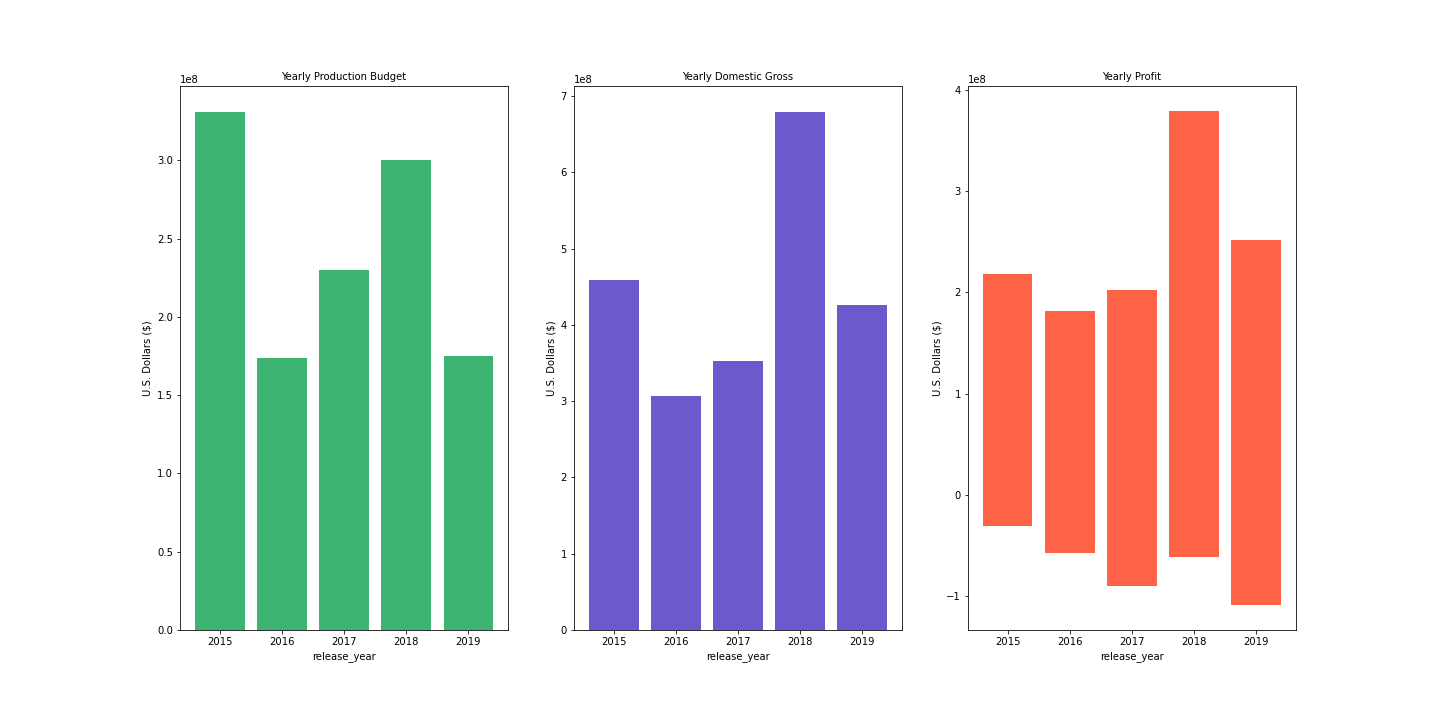 Yearly Production Budget
1e8
3.0
2.5
2.0
1.5
1.0
0.5
0.0
U.S. Dollars ($)
2015 2016 2017 2018 2019
release_year
Yearly Domestic Gross
1e8
7
6
5
4
3
2
1
0
U.S. Dollars ($)
2015 2016 2017 2018 2019
release_year
Yearly Profit
1e8
4
3
2
1
0
−1
U.S. Dollars ($)
2015 2016 2017 2018 2019
release_year